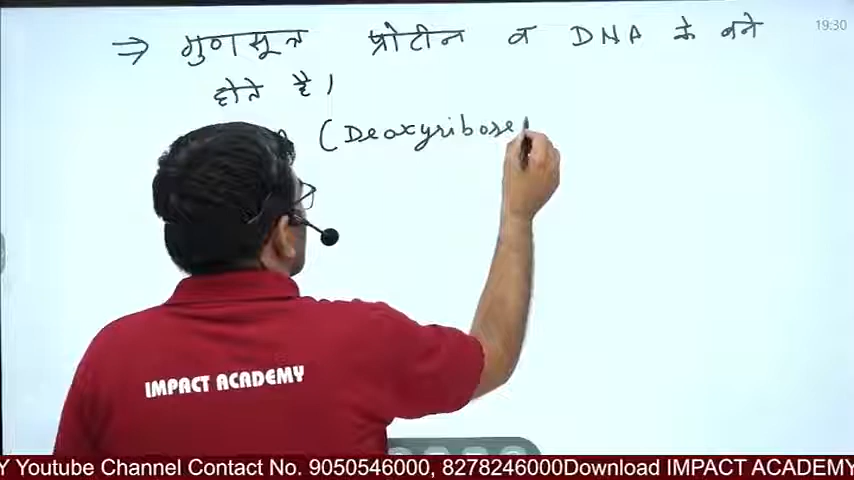 19:30
⇒ गुणसूत्र प्रोटीन व DNA के बने
होते है।
(Deoxyribose
IMPACT ACADEMY
Y Youtube Channel Contact No. 9050546000, 8278246000Download IMPACT ACADEMY